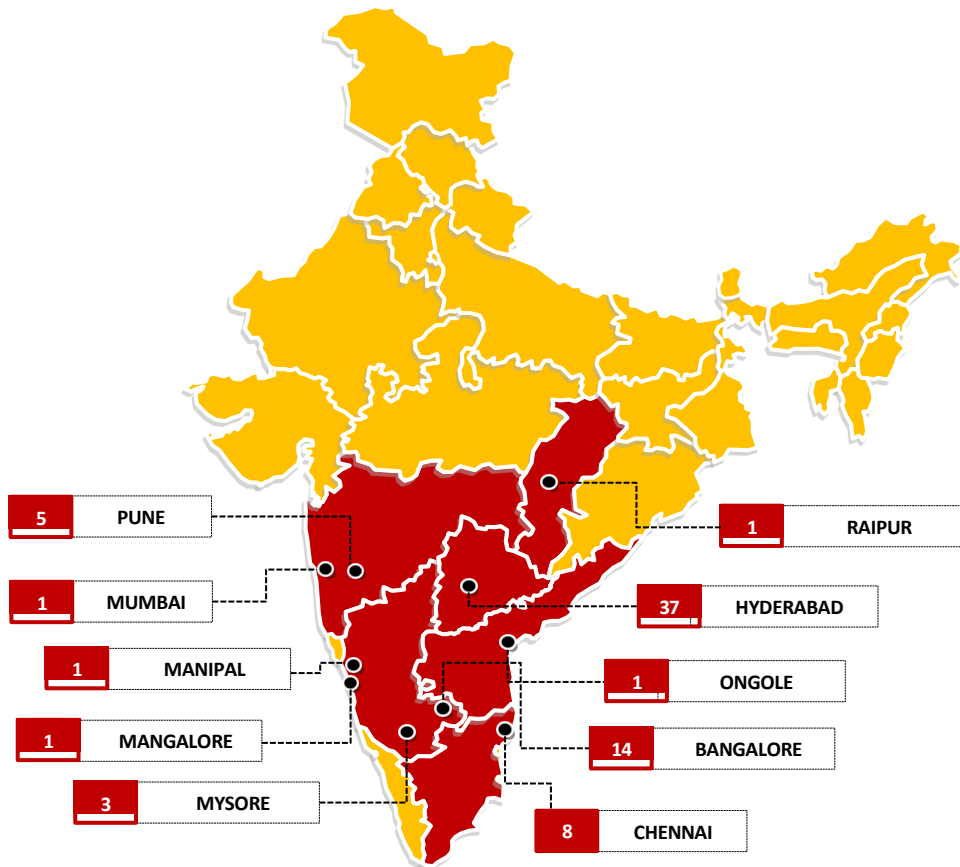 5 PUNE
1 RAIPUR
1 MUMBAI
37 HYDERABAD
1 MANIPAL
1 ONGOLE
1 MANGALORE
14 BANGALORE
3 MYSORE
8 CHENNAI